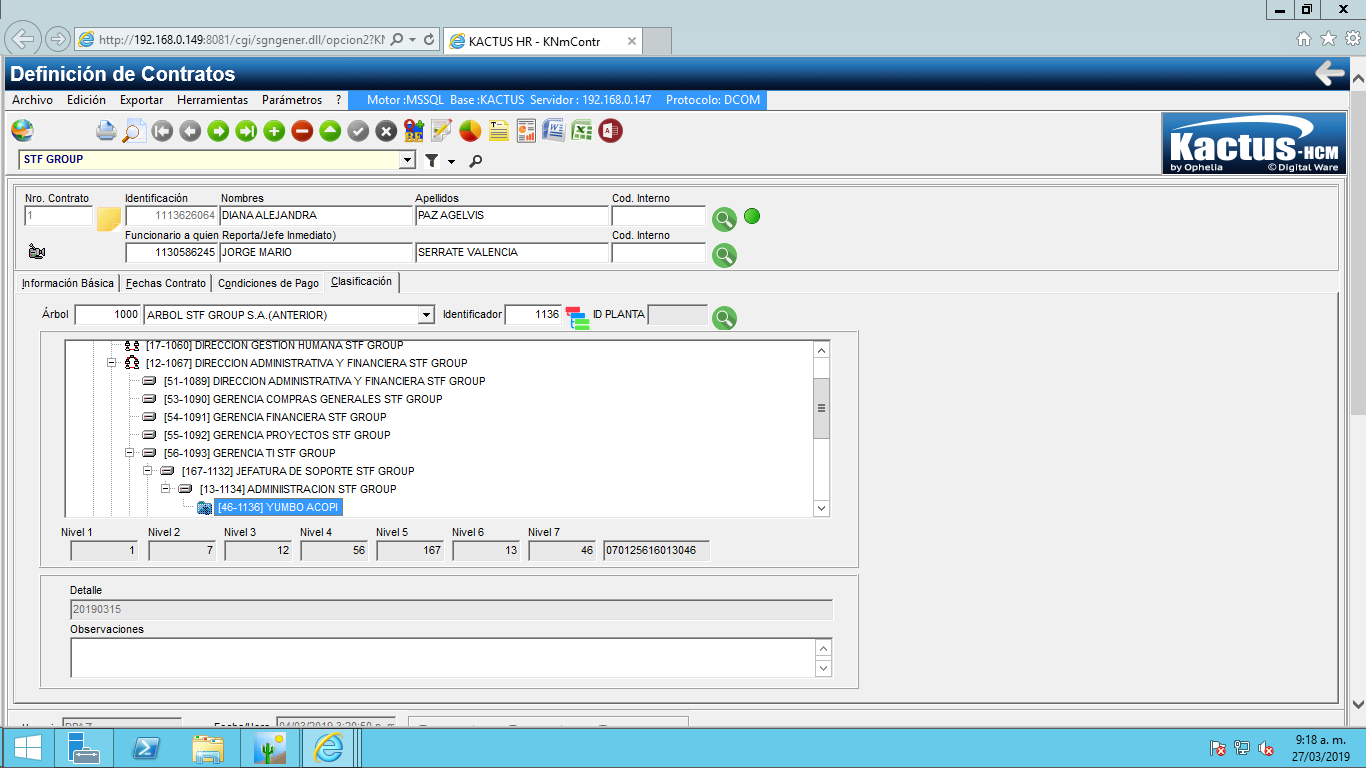 http://192.168.0.149:8081/cgi/sgngener.dll/opcion2?KN
KACTUS HR - KNmContr
Definición de Contratos
Archivo Edición Exportar Herramientas Parámetros ? Motor :MSSQL Base :KACTUS Servidor : 192.168.0.147 Protocolo: DCOM
STF GROUP
Kactus-HCM
by Ophelia © Digital Ware
Nro. Contrato Identificación Nombres Apellidos Cod. Interno
1 1113626064 DIANA ALEJANDRA PAZ AGELVIS
Funcionario a quien Reporta/Jefe Inmediato) Cod. Interno
1130586245 JORGE MARIO SERRATE VALENCIA
Información Básica Fechas Contrato Condiciones de Pago Clasificación
Árbol 1000 ARBOL STF GROUP S.A.(ANTERIOR) Identificador 1136 ID PLANTA
[17-1060] DIRECCION GESTION HUMANA STF GROUP
[12-1067] DIRECCION ADMINISTRATIVA Y FINANCIERA STF GROUP
[51-1089] DIRECCION ADMINISTRATIVA Y FINANCIERA STF GROUP
[53-1090] GERENCIA COMPRAS GENERALES STF GROUP
[54-1091] GERENCIA FINANCIERA STF GROUP
[55-1092] GERENCIA PROYECTOS STF GROUP
[56-1093] GERENCIA TI STF GROUP
[167-1132] JEFATURA DE SOPORTE STF GROUP
[13-1134] ADMINIISTRACION STF GROUP
[46-1136] YUMBO ACOPI
Nivel 1 Nivel 2 Nivel 3 Nivel 4 Nivel 5 Nivel 6 Nivel 7
1 7 12 56 167 13 46 070125616013046
Detalle
20190315
Observaciones
Fecha/Hora
9:18 a. m.
27/03/2019